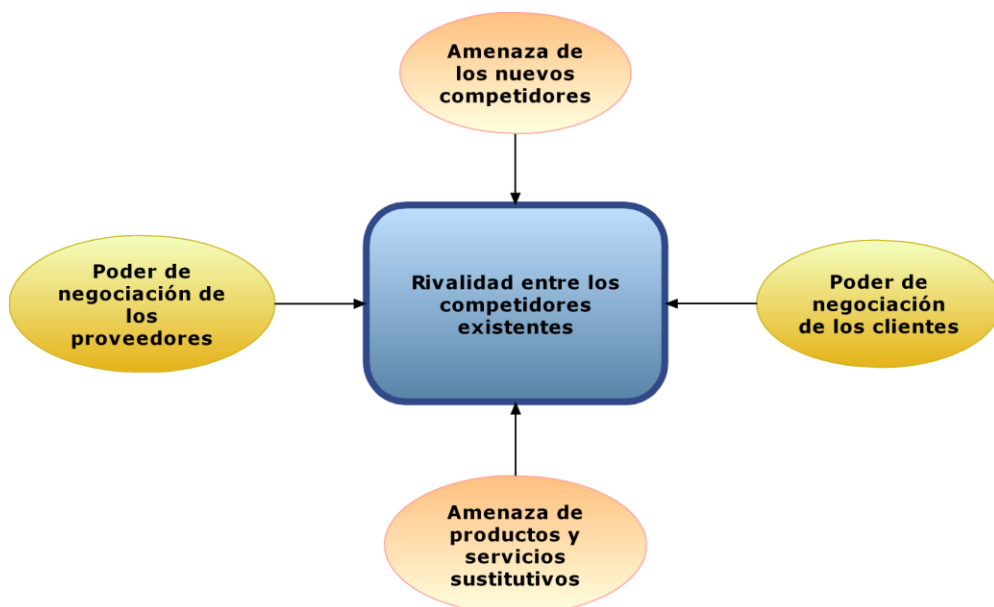 Amenaza de
los nuevos
competidores
Poder de
negociación de
los
proveedores
Rivalidad entre los
competidores
existentes
Poder de
negociación
de los clientes
Amenaza de
productos y
servicios
sustitutivos